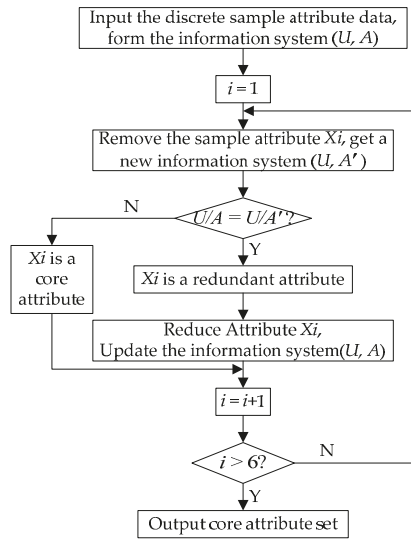 Input the discrete sample attribute data,
form the information system (U, A)
i = 1
Remove the sample attribute Xi, get a
new information system (U, A′)
N
U/A = U/A′?
Y
Xi is a
core
attribute
Xi is a redundant attribute
Reduce Attribute Xi,
Update the information system(U, A)
i = i+1
i > 6?
N
Y
Output core attribute set